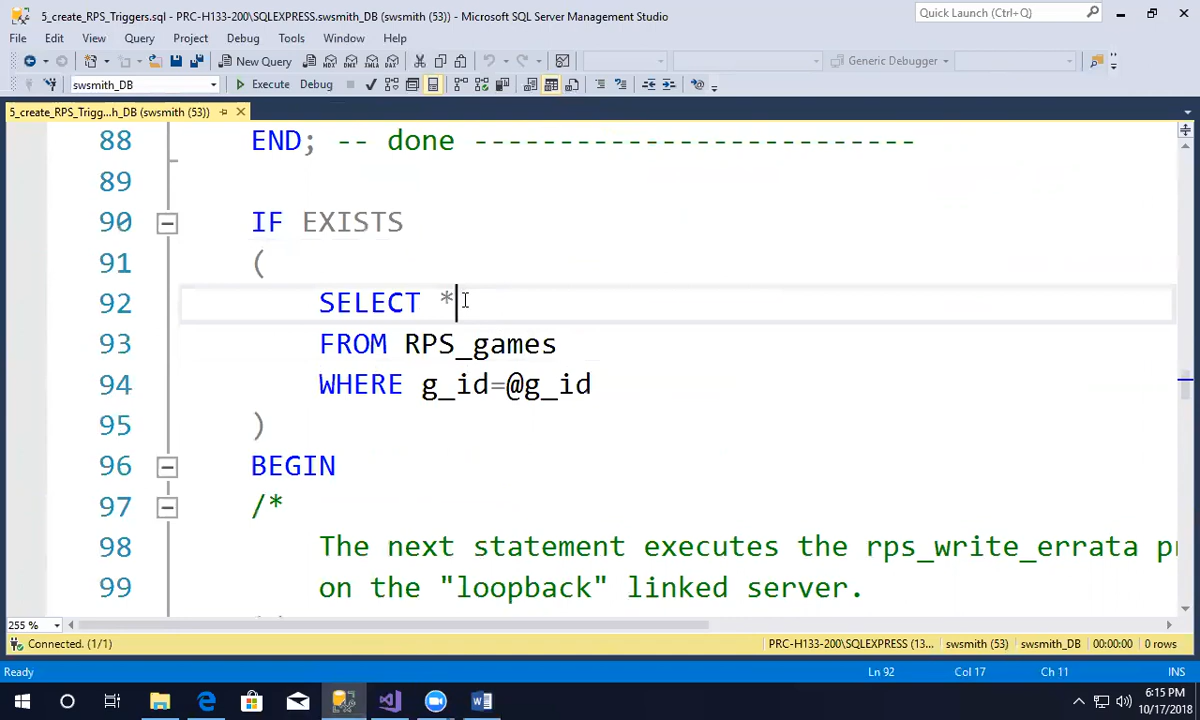 5_create_RPS_Triggers.sql - PRC-H133-200\SQLEXPRESS.swsmith_DB (swsmith (53)) - Microsoft SQL Server Management Studio
Quick Launch (Ctrl+Q)
File Edit View Query Project Debug Tools Window Help
New Query MDX DMX XMLA DAX Generic Debugger
swsmith_DB Execute Debug
5_create_RPS_Trigg...h_DB (swsmith (53))
88 END; -- done --------------------------
89
90 IF EXISTS
91 (
92 SELECT *
93 FROM RPS_games
94 WHERE g_id=@g_id
95 )
96 BEGIN
97 /*
98 The next statement executes the rps_write_errata
99 on the "loopback" linked server.
255 %
Connected. (1/1) PRC-H133-200\SQLEXPRESS (13... swsmith (53) swsmith_DB 00:00:00 0 rows
Ready Ln 92 Col 17 Ch 11 INS
6:15 PM
10/17/2018